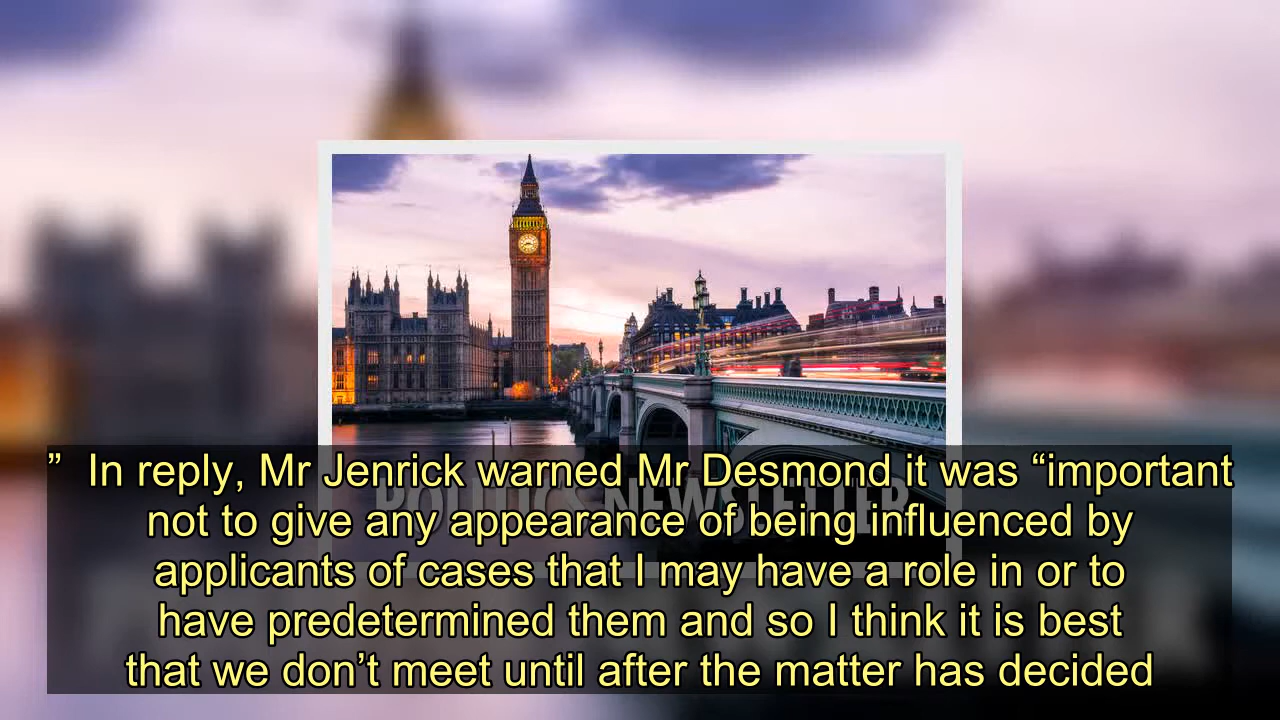 ” In reply, Mr Jenrick warned Mr Desmond it was “important
not to give any appearance of being influenced by
applicants of cases that I may have a role in or to
have predetermined them and so I think it is best
that we don’t meet until after the matter has decided
POLITICS NEWSLETTER